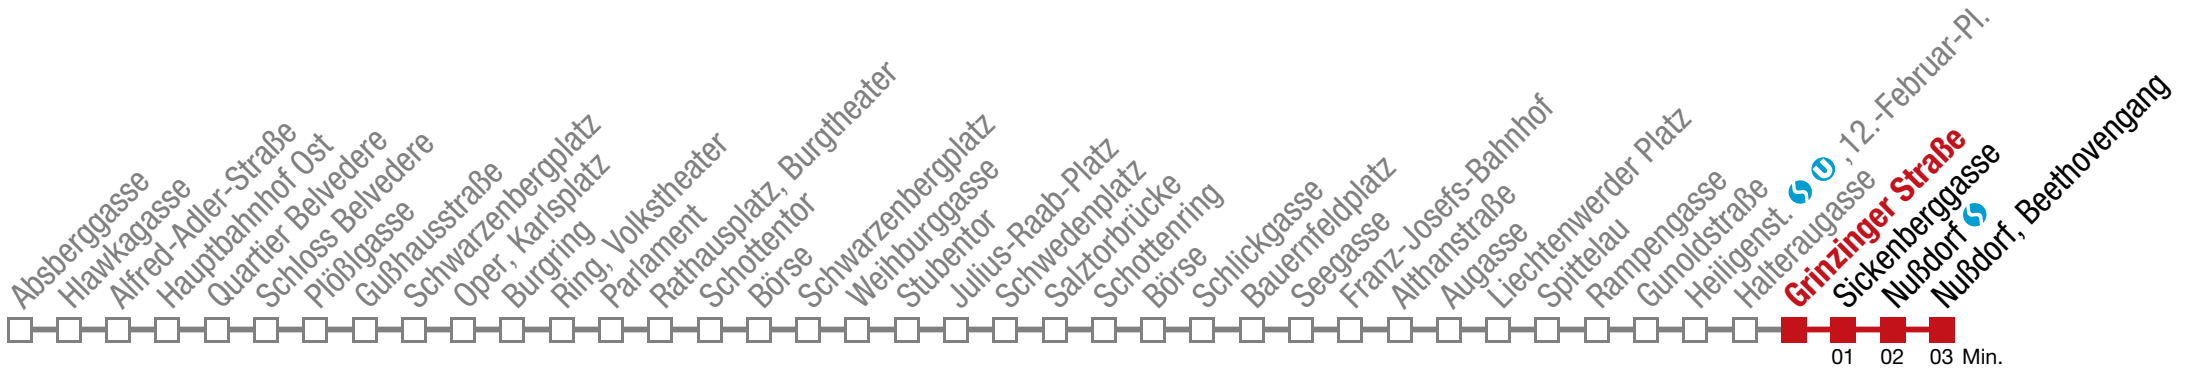 Absberggasse
Hlawkagasse
Alfred-Adler-Straße
Hauptbahnhof Ost
Quartier Belvedere
Schloss Belvedere
Plößlgasse
Gußhausstraße
Schwarzenbergplatz
Oper, Karlsplatz
Burgring
Ring, Volkstheater
Parlament
Rathausplatz, Burgtheater
Schottentor
Börse
Schwarzenbergplatz
Weihburggasse
Stubentor
Julius-Raab-Platz
Schwedenplatz
Salztorbrücke
Schottenring
Börse
Schlickgasse
Bauernfeldplatz
Seegasse
Franz-Josefs-Bahnhof
Althanstraße
Augasse
Liechtenwerder Platz
Spittelau
Rampengasse
Gunoldstraße
Heiligenst. S U , 12.-Februar-Pl.
Halteraugasse
Grinzinger Straße
Sickenberggasse
Nußdorf S
Nußdorf, Beethovengang
01 02 03 Min.